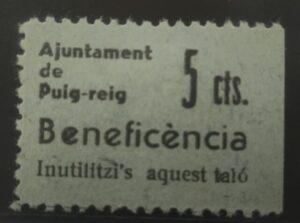 Ajuntament
de
Puig-reig
5 cts.
Beneficència
Inutilitzi's aquest taló